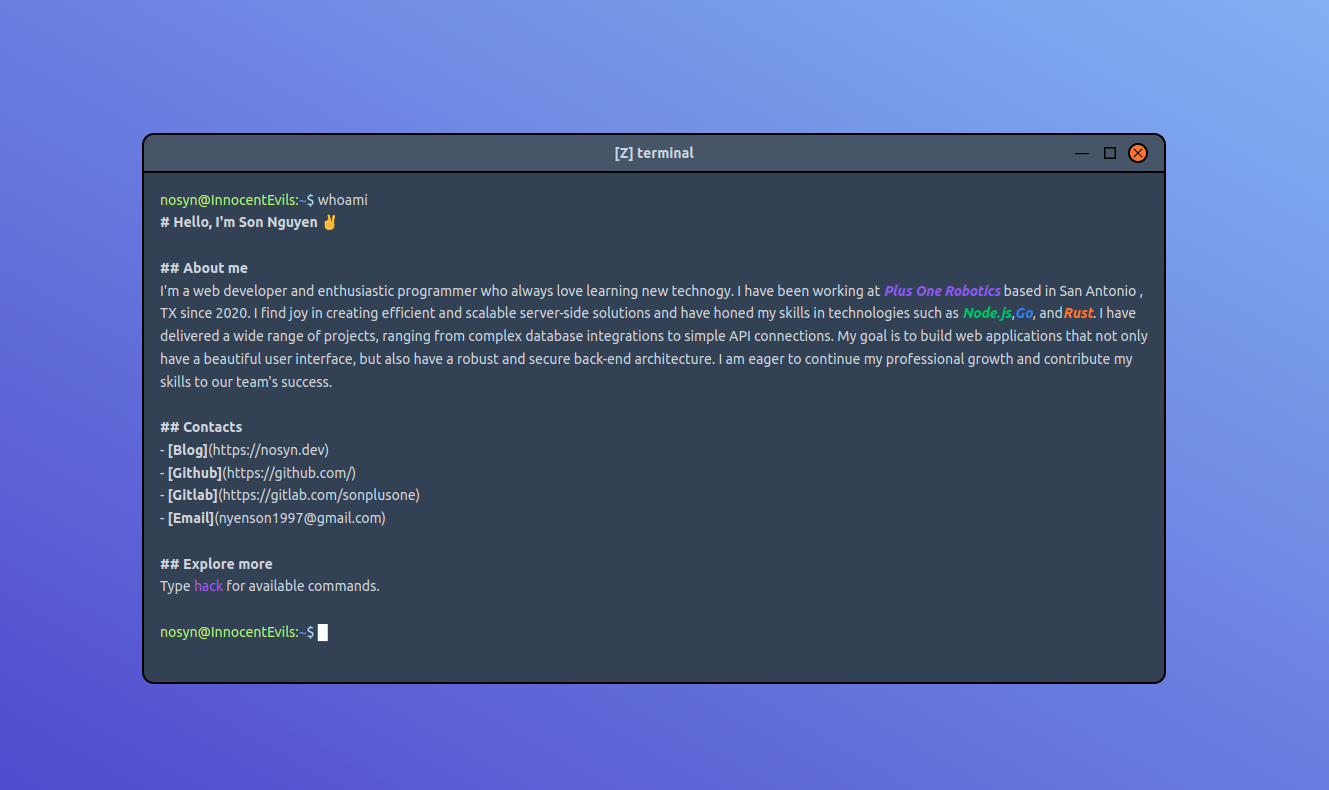 [Z] terminal
nosyn@InnocentEvils:~$ whoami
# Hello, I'm Son Nguyen ✌
## About me
I'm a web developer and enthusiastic programmer who always love learning new technogy. I have been working at Plus One Robotics based in San Antonio ,
TX since 2020. I find joy in creating efficient and scalable server-side solutions and have honed my skills in technologies such as Node.js,Go, andRust. I have
delivered a wide range of projects, ranging from complex database integrations to simple API connections. My goal is to build web applications that not only
have a beautiful user interface, but also have a robust and secure back-end architecture. I am eager to continue my professional growth and contribute my
skills to our team's success.
## Contacts
- [Blog](https://nosyn.dev)
- [Github](https://github.com/)
- [Gitlab](https://gitlab.com/sonplusone)
- [Email](nyenson1997@gmail.com)
## Explore more
Type hack for available commands.
nosyn@InnocentEvils:~$